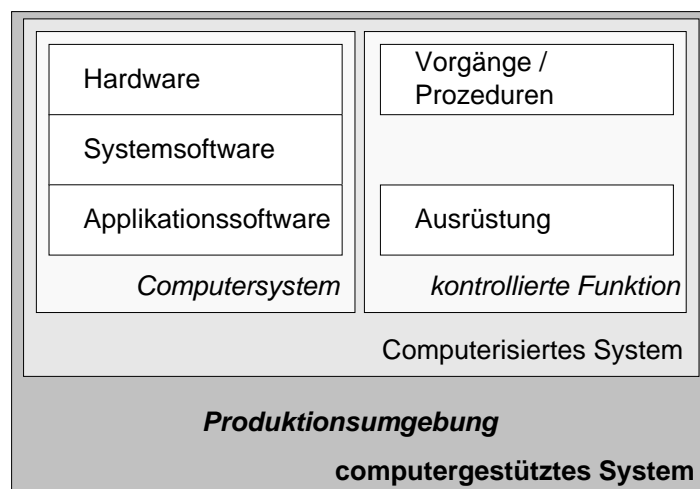 Hardware
Systemsoftware
Applikationssoftware
Computersystem
Vorgänge /
Prozeduren
Ausrüstung
kontrollierte Funktion
Computerisiertes System
Produktionsumgebung
computergestütztes System